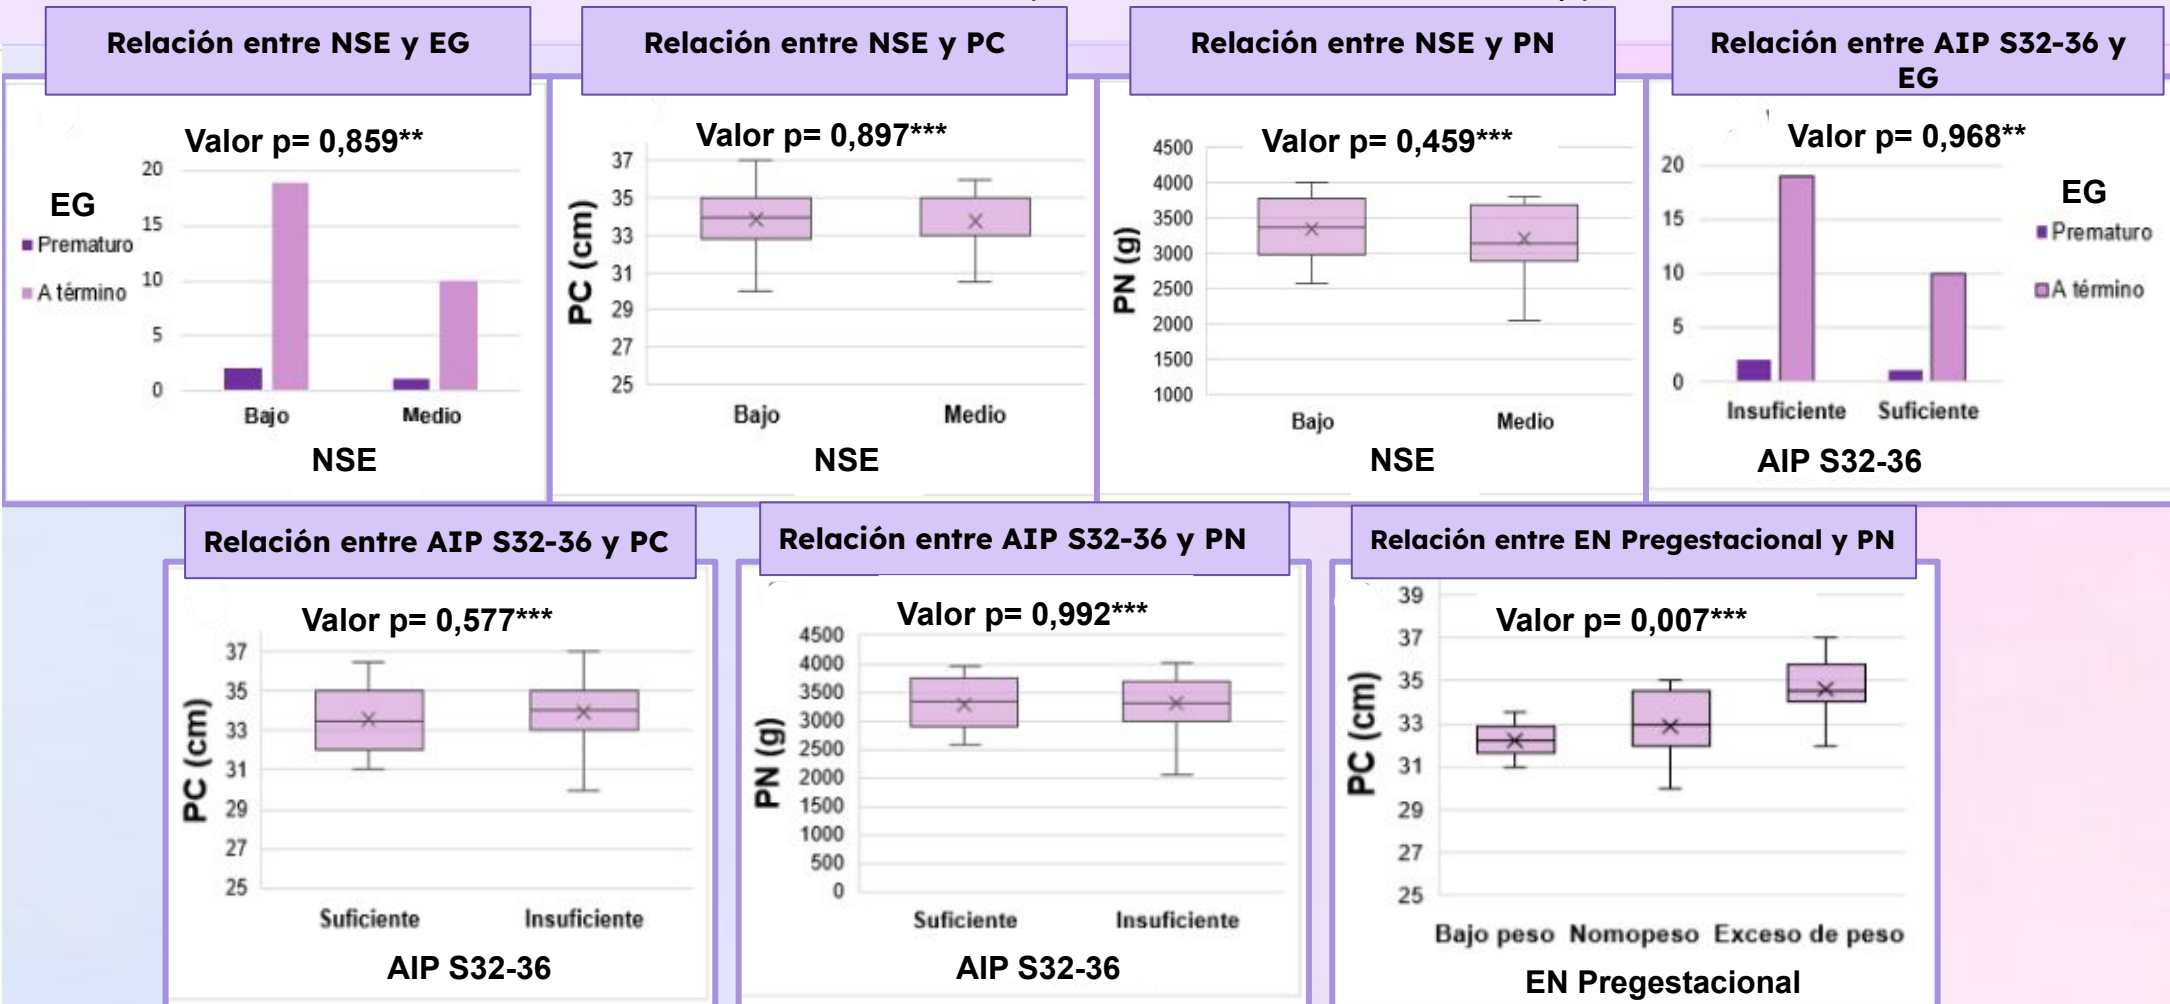 Relación entre NSE y EG
Valor p= 0,859**
EG
Prematuro
A término
20
15
10
5
0
Bajo
Medio
NSE
Relación entre NSE y PC
Valor p= 0,897***
PC (cm)
37
35
33
31
29
27
25
Bajo
Medio
NSE
Relación entre NSE y PN
Valor p= 0,459***
PN (g)
4500
4000
3500
3000
2500
2000
1500
1000
Bajo
Medio
NSE
Relación entre AIP S32-36 y
EG
Valor p= 0,968**
20
15
10
5
0
EG
Prematuro
A término
Insuficiente
Suficiente
AIP S32-36
Relación entre AIP S32-36 y PC
Valor p= 0,577***
PC (cm)
37
35
33
31
29
27
25
Suficiente
Insuficiente
AIP S32-36
Relación entre AIP S32-36 y PN
Valor p= 0,992***
PN (g)
4500
4000
3500
3000
2500
2000
1500
1000
500
0
Suficiente
Insuficiente
AIP S32-36
Relación entre EN Pregestacional y PN
Valor p= 0,007***
PC (cm)
39
37
35
33
31
29
27
25
Bajo peso
Nomopeso
Exceso de peso
EN Pregestacional